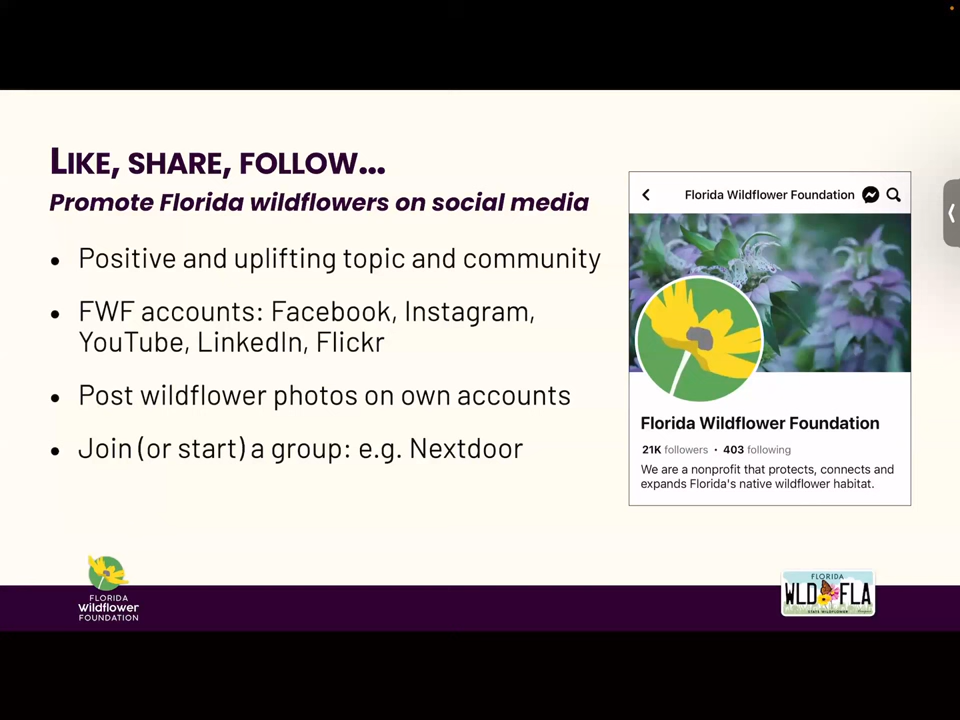 LIKE, SHARE, FOLLOW...
Promote Florida wildflowers on social media
• Positive and uplifting topic and community
• FWF accounts: Facebook, Instagram,
YouTube, LinkedIn, Flickr
• Post wildflower photos on own accounts
• Join (or start) a group: e.g. Nextdoor
Florida Wildflower Foundation
Florida Wildflower Foundation
21K followers • 403 following
We are a nonprofit that protects, connects and
expands Florida's native wildflower habitat.
FLORIDA
Wildflower
FOUNDATION
FLORIDA
WLD FLA
STATE WILDFLOWER